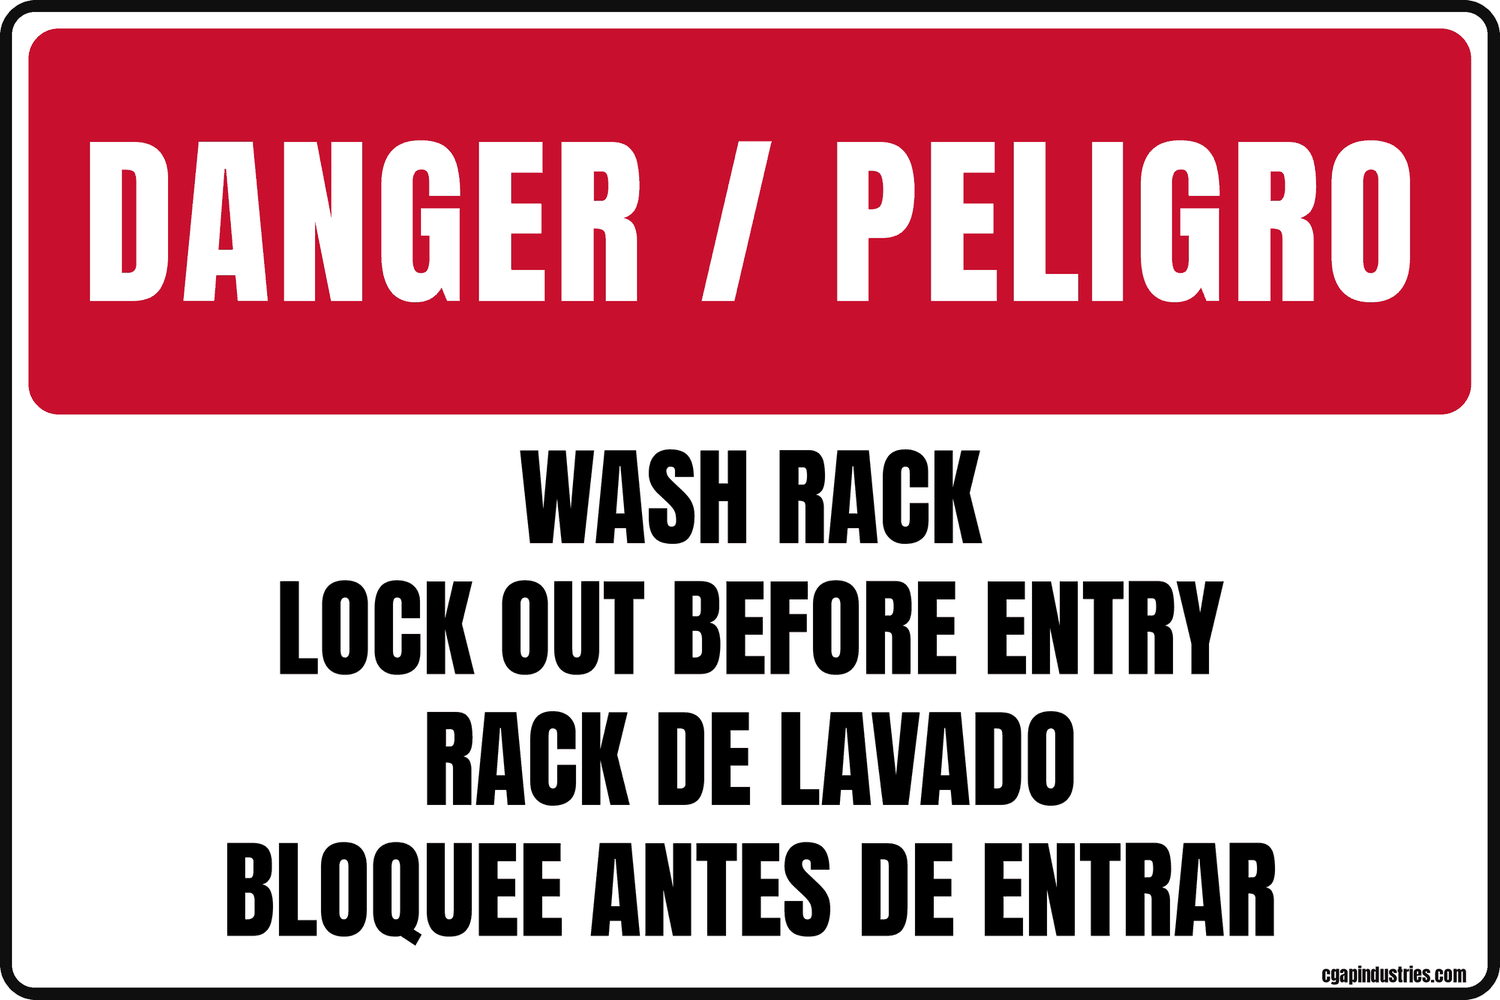 DANGER / PELIGRO
WASH RACK
LOCK OUT BEFORE ENTRY
RACK DE LAVADO
BLOQUEE ANTES DE ENTRAR
cgapindustries.com